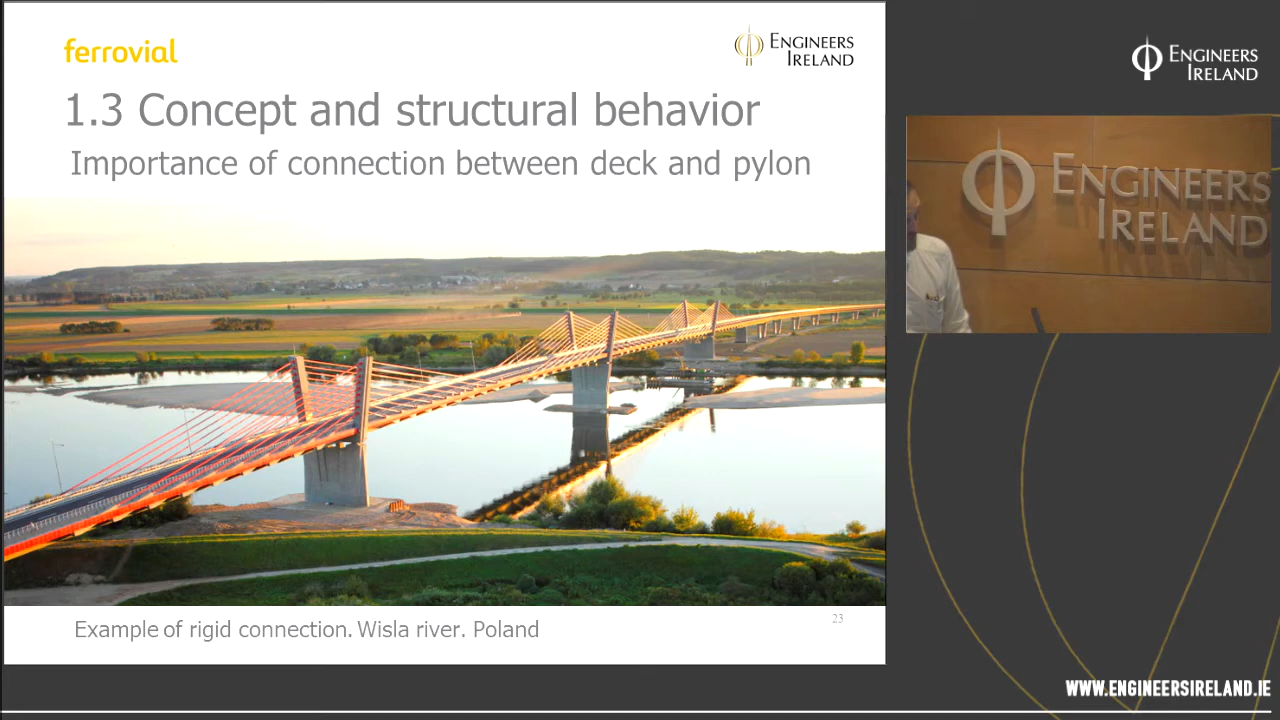 ferrovial
ENGINEERS
IRELAND
1.3 Concept and structural behavior
Importance of connection between deck and pylon
Example of rigid connection. Wisla river. Poland
23
ENGINEERS
IRELAND
ENGINEERS
IRELAND
WWW.ENGINEERSIRELAND.IE